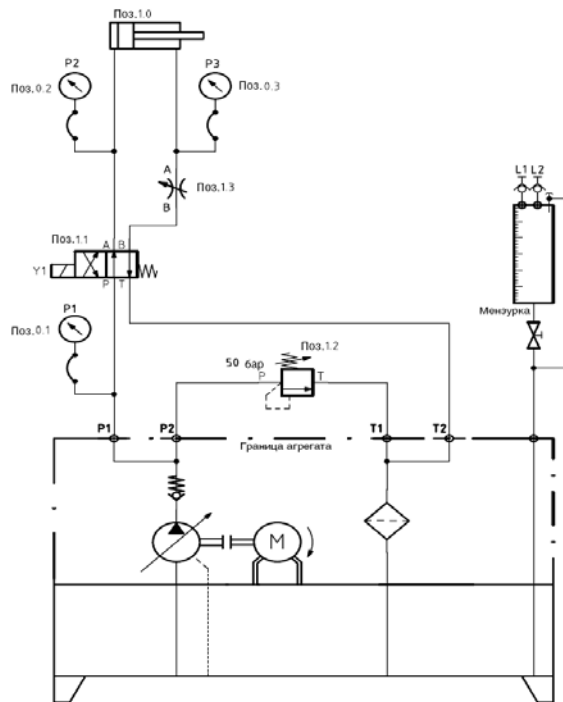 Поз.1.0
P2
P3
Поз.0.2
Поз.0.3
A
Поз.1.3
B
L1 L2
Поз.1.1
A B
Y1
P T
Мензурка
P1
Поз.0.1
Поз.1.2
50 бар
P T
P1 P2 T1 T2
Граница агрегата
M